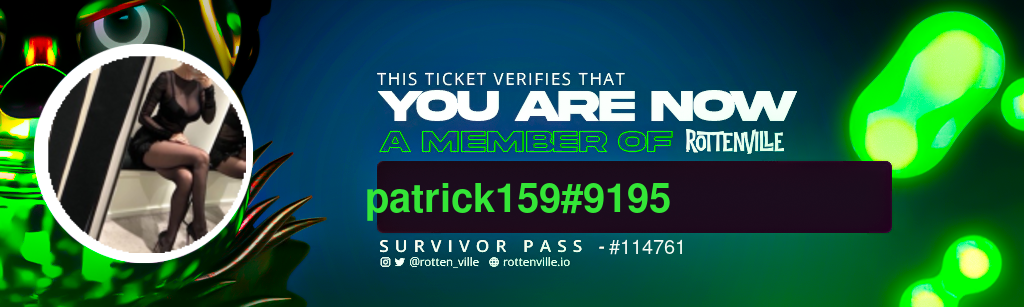 THIS TICKET VERIFIES THAT
YOU ARE NOW
A MEMBER OF ROTTENVILLE
patrick159#9195
SURVIVOR PASS - #114761
@rotten_ville rottenville.io